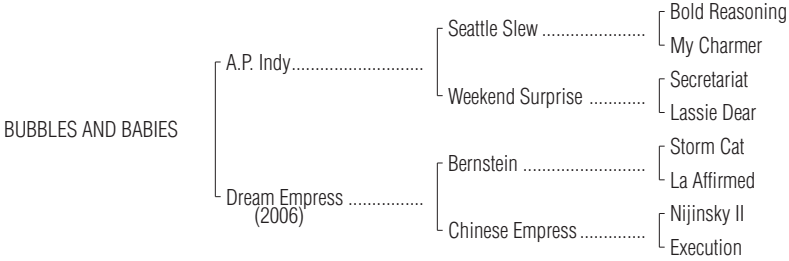 Bold Reasoning
Seattle Slew ......................
My Charmer
A.P. Indy............................
Secretariat
Weekend Surprise ............
Lassie Dear
BUBBLES AND BABIES
Storm Cat
Bernstein ..........................
La Affirmed
Dream Empress ................
(2006)
Nijinsky II
Chinese Empress ..............
Execution